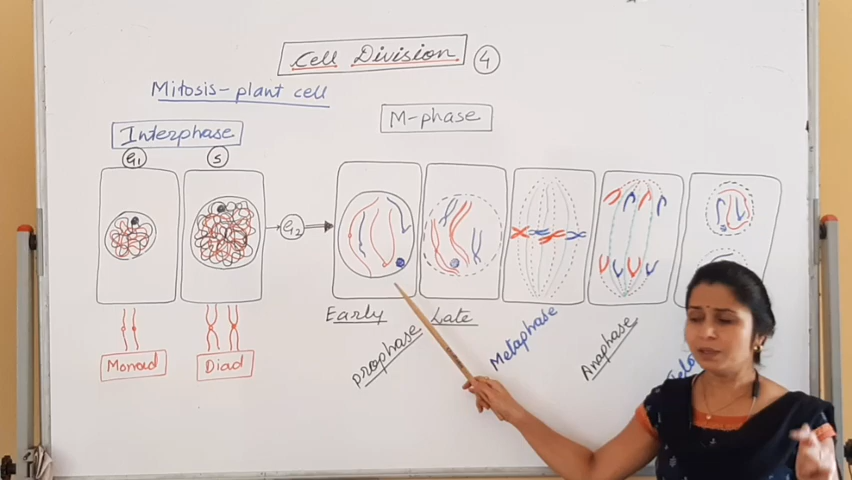 Cell Division
4
Mitosis - plant cell
M-phase
Interphase
G1
S
G2
Early
Late
prophase
Metaphase
Anaphase
Monad
Diad